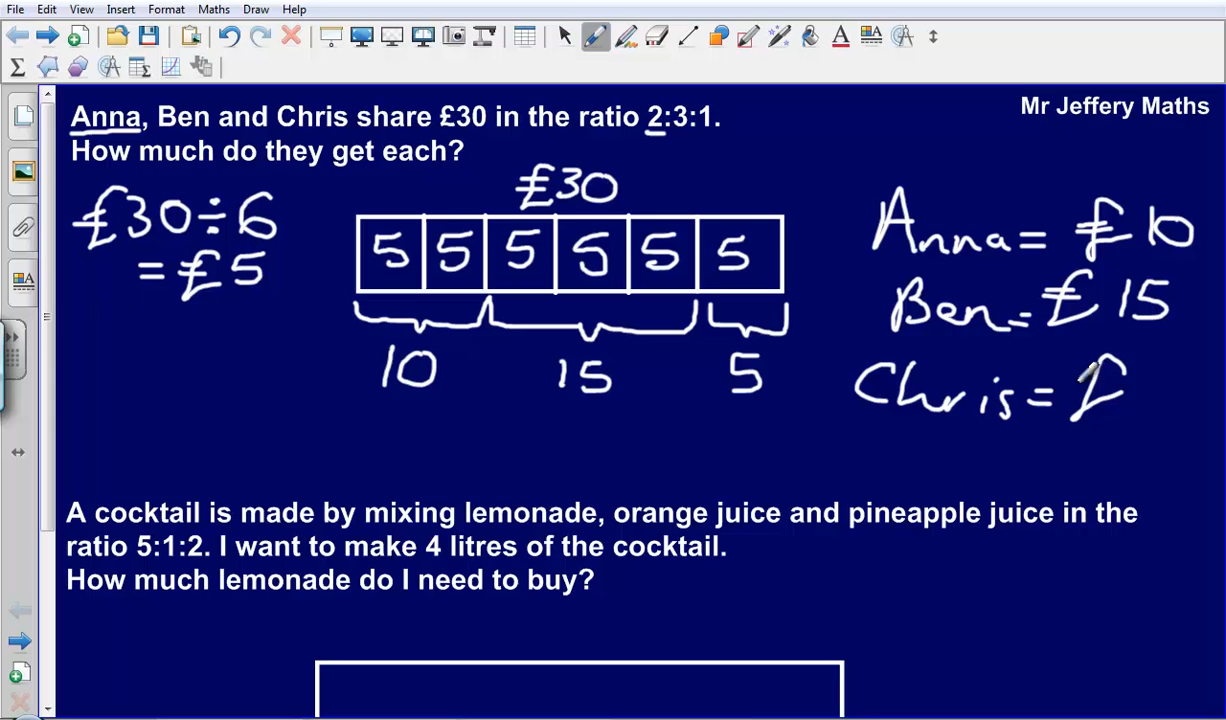 File Edit View Insert Format Maths Draw Help
Anna, Ben and Chris share £30 in the ratio 2:3:1.
Mr Jeffery Maths
How much do they get each?
£30
£30÷6
=£5
5 5 5 5 5 5
10 15 5
Anna= £10
Ben= £15
Chris= £
A cocktail is made by mixing lemonade, orange juice and pineapple juice in the
ratio 5:1:2. I want to make 4 litres of the cocktail.
How much lemonade do I need to buy?